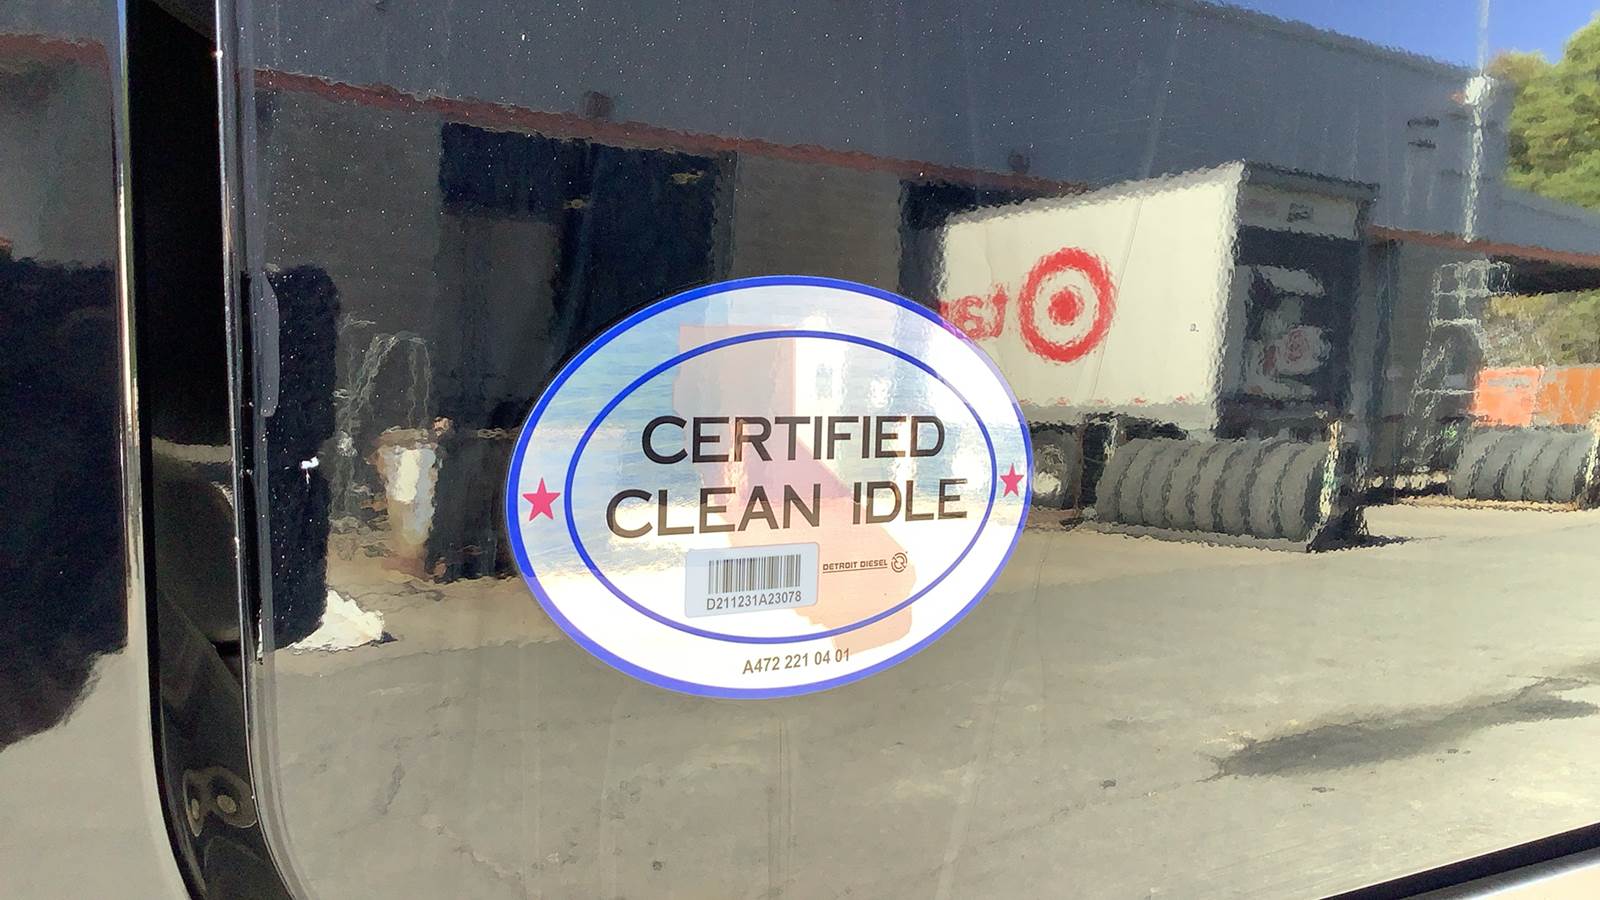 CERTIFIED
CLEAN IDLE
DETROIT DIESEL
D211231A23078
A472 221 04 01